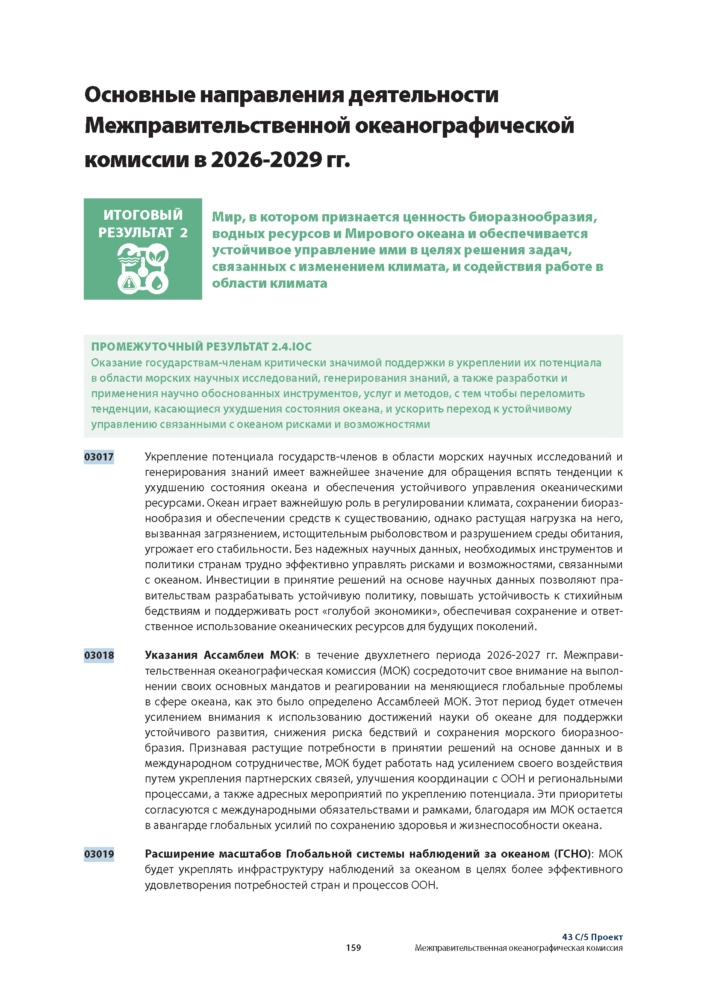 Основные направления деятельности
Межправительственной океанографической
комиссии в 2026-2029 гг.
ИТОГОВЫЙ
РЕЗУЛЬТАТ 2
Мир, в котором признается ценность биоразнообразия,
водных ресурсов и Мирового океана и обеспечивается
устойчивое управление ими в целях решения задач,
связанных с изменением климата, и содействия работе в
области климата
ПРОМЕЖУТОЧНЫЙ РЕЗУЛЬТАТ 2.4.IOC
Оказание государствам-членам критически значимой поддержки в укреплении их потенциала
в области морских научных исследований, генерирования знаний, а также разработки и
применения научно обоснованных инструментов, услуг и методов, с тем чтобы переломить
тенденции, касающиеся ухудшения состояния океана, и ускорить переход к устойчивому
управлению связанными с океаном рисками и возможностями
03017 Укрепление потенциала государств-членов в области морских научных исследований и
генерирования знаний имеет важнейшее значение для обращения вспять тенденции к
ухудшению состояния океана и обеспечения устойчивого управления океаническими
ресурсами. Океан играет важнейшую роль в регулировании климата, сохранении биораз-
нообразия и обеспечении средств к существованию, однако растущая нагрузка на него,
вызванная загрязнением, истощительным рыболовством и разрушением среды обитания,
угрожает его стабильности. Без надежных научных данных, необходимых инструментов и
политики странам трудно эффективно управлять рисками и возможностями, связанными
с океаном. Инвестиции в принятие решений на основе научных данных позволяют пра-
вительствам разрабатывать устойчивую политику, повышать устойчивость к стихийным
бедствиям и поддерживать рост «голубой экономики», обеспечивая сохранение и ответ-
ственное использование океанических ресурсов для будущих поколений.
03018 Указания Ассамблеи МОК: в течение двухлетнего периода 2026-2027 гг. Межправи-
тельственная океанографическая комиссия (МОК) сосредоточит свое внимание на выпол-
нении своих основных мандатов и реагировании на меняющиеся глобальные проблемы
в сфере океана, как это было определено Ассамблеей МОК. Этот период будет отмечен
усилением внимания к использованию достижений науки об океане для поддержки
устойчивого развития, снижения риска бедствий и сохранения морского биоразноо-
бразия. Признавая растущие потребности в принятии решений на основе данных и в
международном сотрудничестве, МОК будет работать над усилением своего воздействия
путем укрепления партнерских связей, улучшения координации с ООН и региональными
процессами, а также адресных мероприятий по укреплению потенциала. Эти приоритеты
согласуются с международными обязательствами и рамками, благодаря им МОК остается
в авангарде глобальных усилий по сохранению здоровья и жизнеспособности океана.
03019 Расширение масштабов Глобальной системы наблюдений за океаном (ГСНО): МОК
будет укреплять инфраструктуру наблюдений за океаном в целях более эффективного
удовлетворения потребностей стран и процессов ООН.
43 C/5 Проект
159 Межправительственная океанографическая комиссия